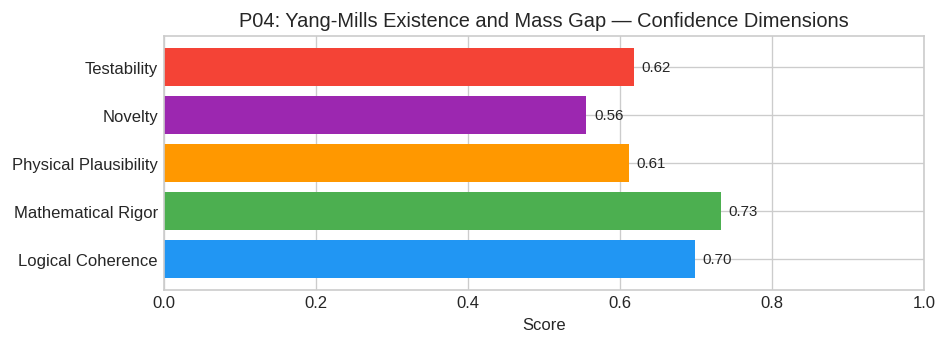 P04: Yang-Mills Existence and Mass Gap — Confidence Dimensions
Testability
0.62
Novelty
0.56
Physical Plausibility
0.61
Mathematical Rigor
0.73
Logical Coherence
0.70
0.0 0.2 0.4 0.6 0.8 1.0
Score